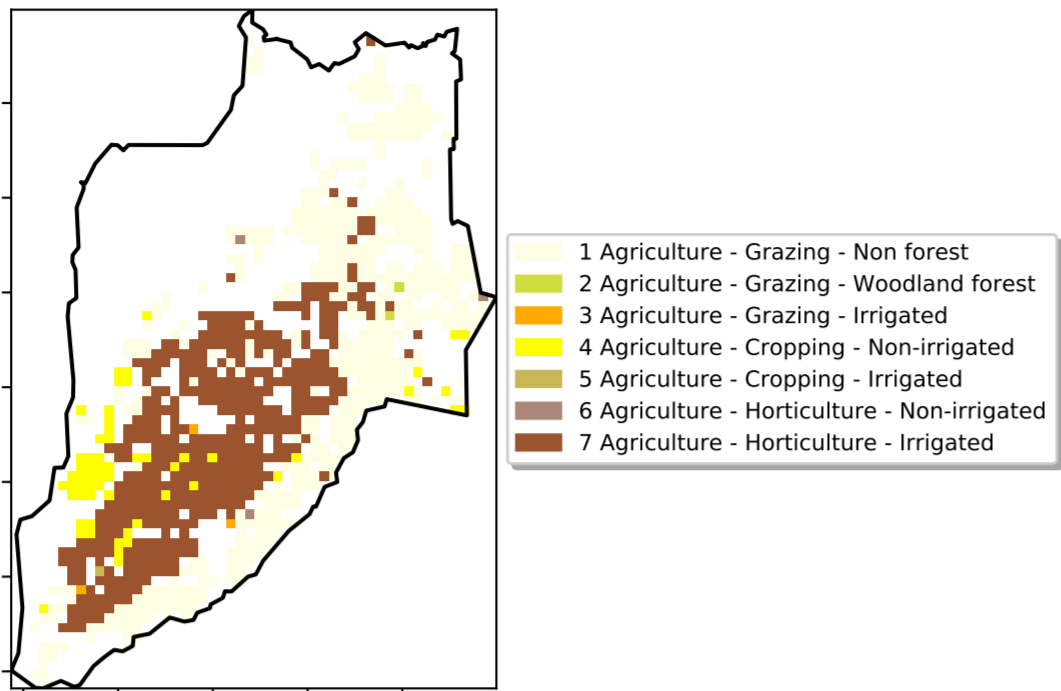 1 Agriculture - Grazing - Non forest
2 Agriculture - Grazing - Woodland forest
3 Agriculture - Grazing - Irrigated
4 Agriculture - Cropping - Non-irrigated
5 Agriculture - Cropping - Irrigated
6 Agriculture - Horticulture - Non-irrigated
7 Agriculture - Horticulture - Irrigated